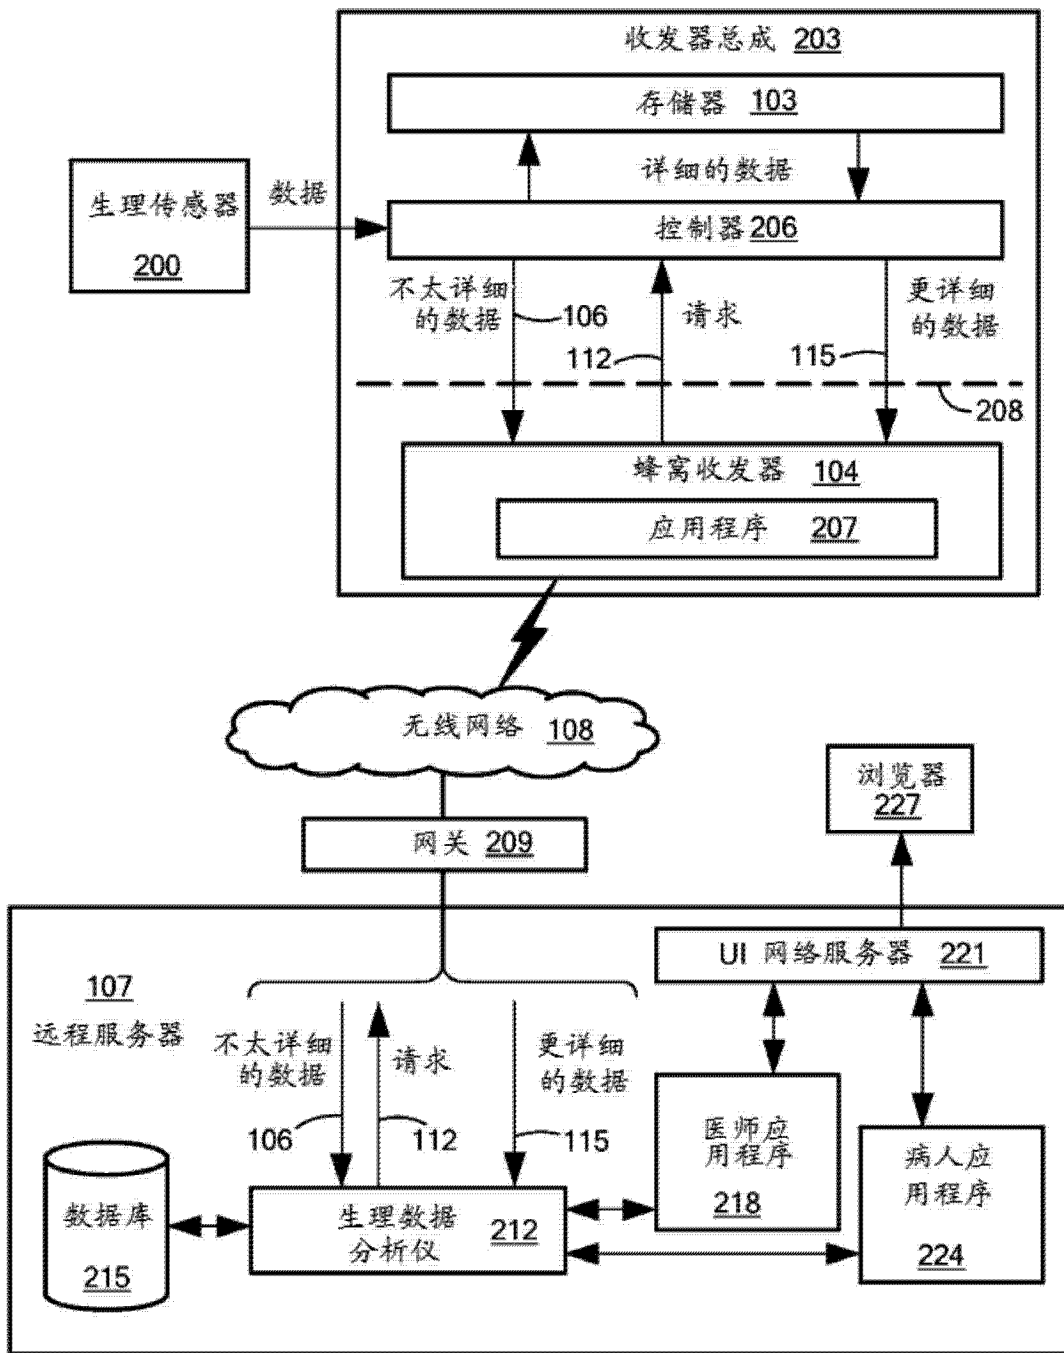 收发器总成 203
存储器 103
详细的数据
生理传感器
200
数据
控制器 206
不太详细
的数据
106
请求
112
更详细
的数据
115
208
蜂窝收发器 104
应用程序 207
无线网络 108
网关 209
浏览器
227
UI 网络服务器 221
107
远程服务器
不太详细
的数据
106
请求
112
更详细
的数据
115
医师应
用程序
218
病人应
用程序
224
数据库
215
生理数据
分析仪
212